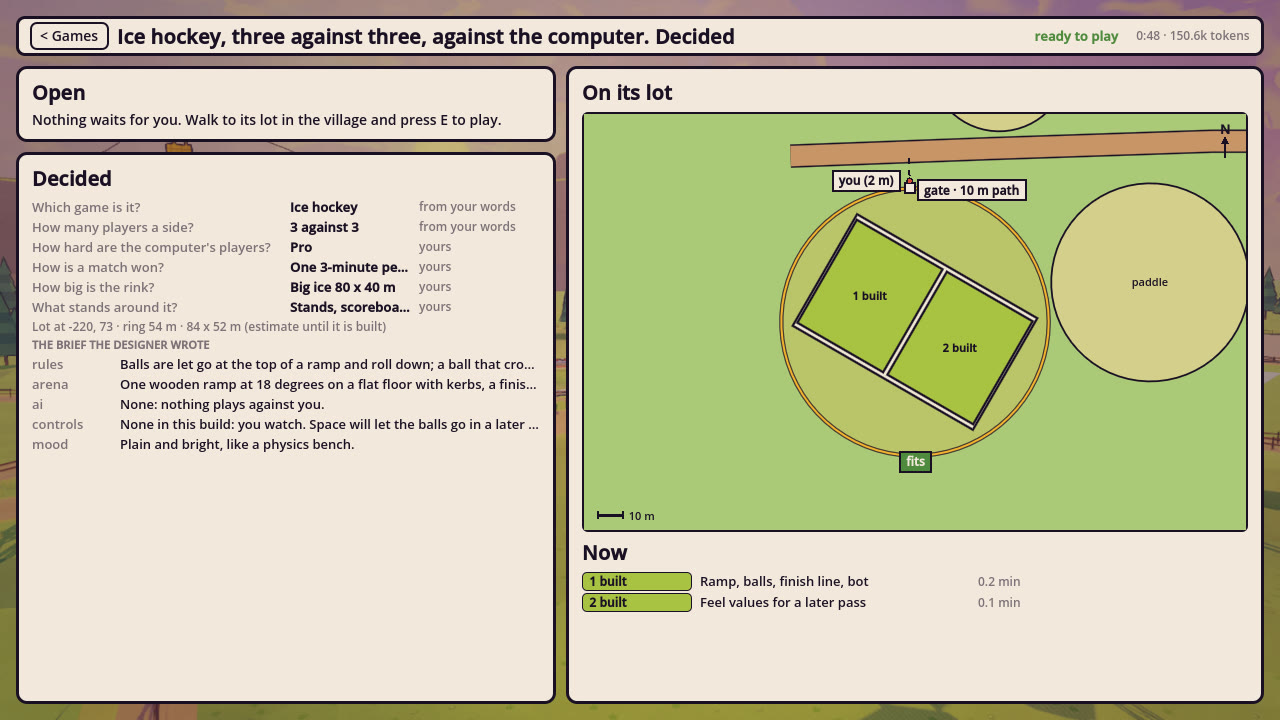 < Games
Ice hockey, three against three, against the computer. Decided
ready to play
0:48 · 150.6k tokens
Open
Nothing waits for you. Walk to its lot in the village and press E to play.
Decided
Which game is it? Ice hockey from your words
How many players a side? 3 against 3 from your words
How hard are the computer's players? Pro yours
How is a match won? One 3-minute pe... yours
How big is the rink? Big ice 80 x 40 m yours
What stands around it? Stands, scoreboa... yours
Lot at -220, 73 · ring 54 m · 84 x 52 m (estimate until it is built)
THE BRIEF THE DESIGNER WROTE
rules Balls are let go at the top of a ramp and roll down; a ball that cro...
arena One wooden ramp at 18 degrees on a flat floor with kerbs, a finis...
ai None: nothing plays against you.
controls None in this build: you watch. Space will let the balls go in a later ...
mood Plain and bright, like a physics bench.
On its lot
N
you (2 m)
gate · 10 m path
1 built
2 built
paddle
fits
10 m
Now
1 built Ramp, balls, finish line, bot 0.2 min
2 built Feel values for a later pass 0.1 min